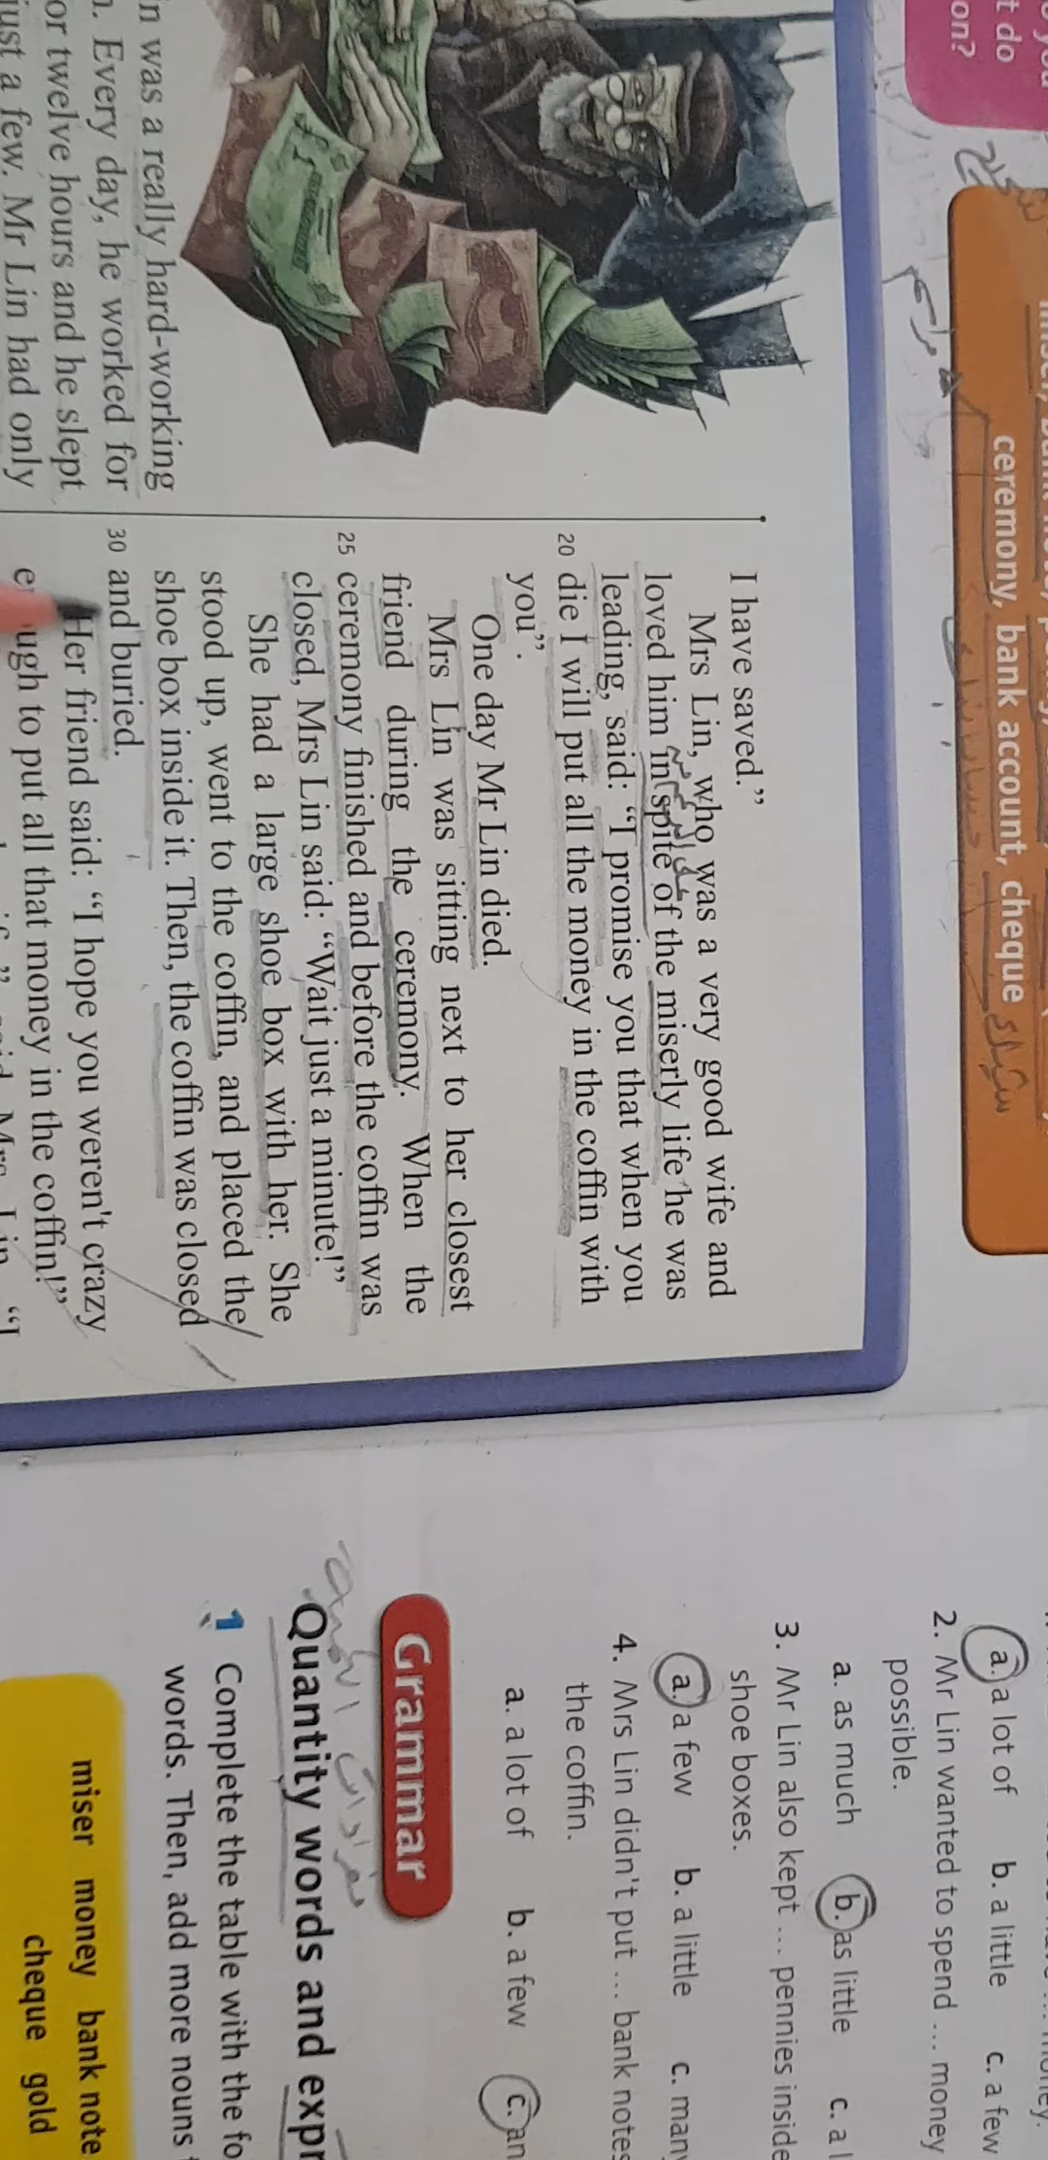 on?
t do
ceremony, bank account, cheque
in was a really hard-working
n. Every day, he worked for
or twelve hours and he slept
just a few. Mr Lin had only
I have saved.”
Mrs Lin, who was a very good wife and
loved him in spite of the miserly life he was
leading, said: “I promise you that when you
20 die I will put all the money in the coffin with
you”.
One day Mr Lin died.
Mrs Lin was sitting next to her closest
friend during the ceremony. When the
25 ceremony finished and before the coffin was
closed, Mrs Lin said: “Wait just a minute!”
She had a large shoe box with her. She
stood up, went to the coffin, and placed the
shoe box inside it. Then, the coffin was closed
30 and buried.
Her friend said: “I hope you weren't crazy
ugh to put all that money in the coffin!”
a. a lot of b. a little c. a few
2. Mr Lin wanted to spend ... money
possible.
a. as much b. as little c. a l
3. Mr Lin also kept ... pennies inside
shoe boxes.
a. a few b. a little c. many
4. Mrs Lin didn't put ... bank notes
the coffin.
a. a lot of b. a few c. an
Grammar
Quantity words and expr
1 Complete the table with the fo
words. Then, add more nouns
miser money bank note
cheque gold